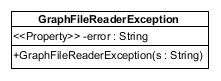 GraphFileReaderException
<<Property>> -error : String
+GraphFileReaderException(s : String)